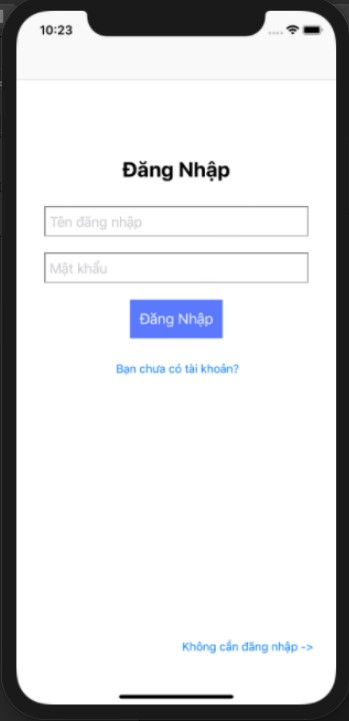 10:23
Đăng Nhập
Tên đăng nhập
Mật khẩu
Đăng Nhập
Bạn chưa có tài khoản?
Không cần đăng nhập ->